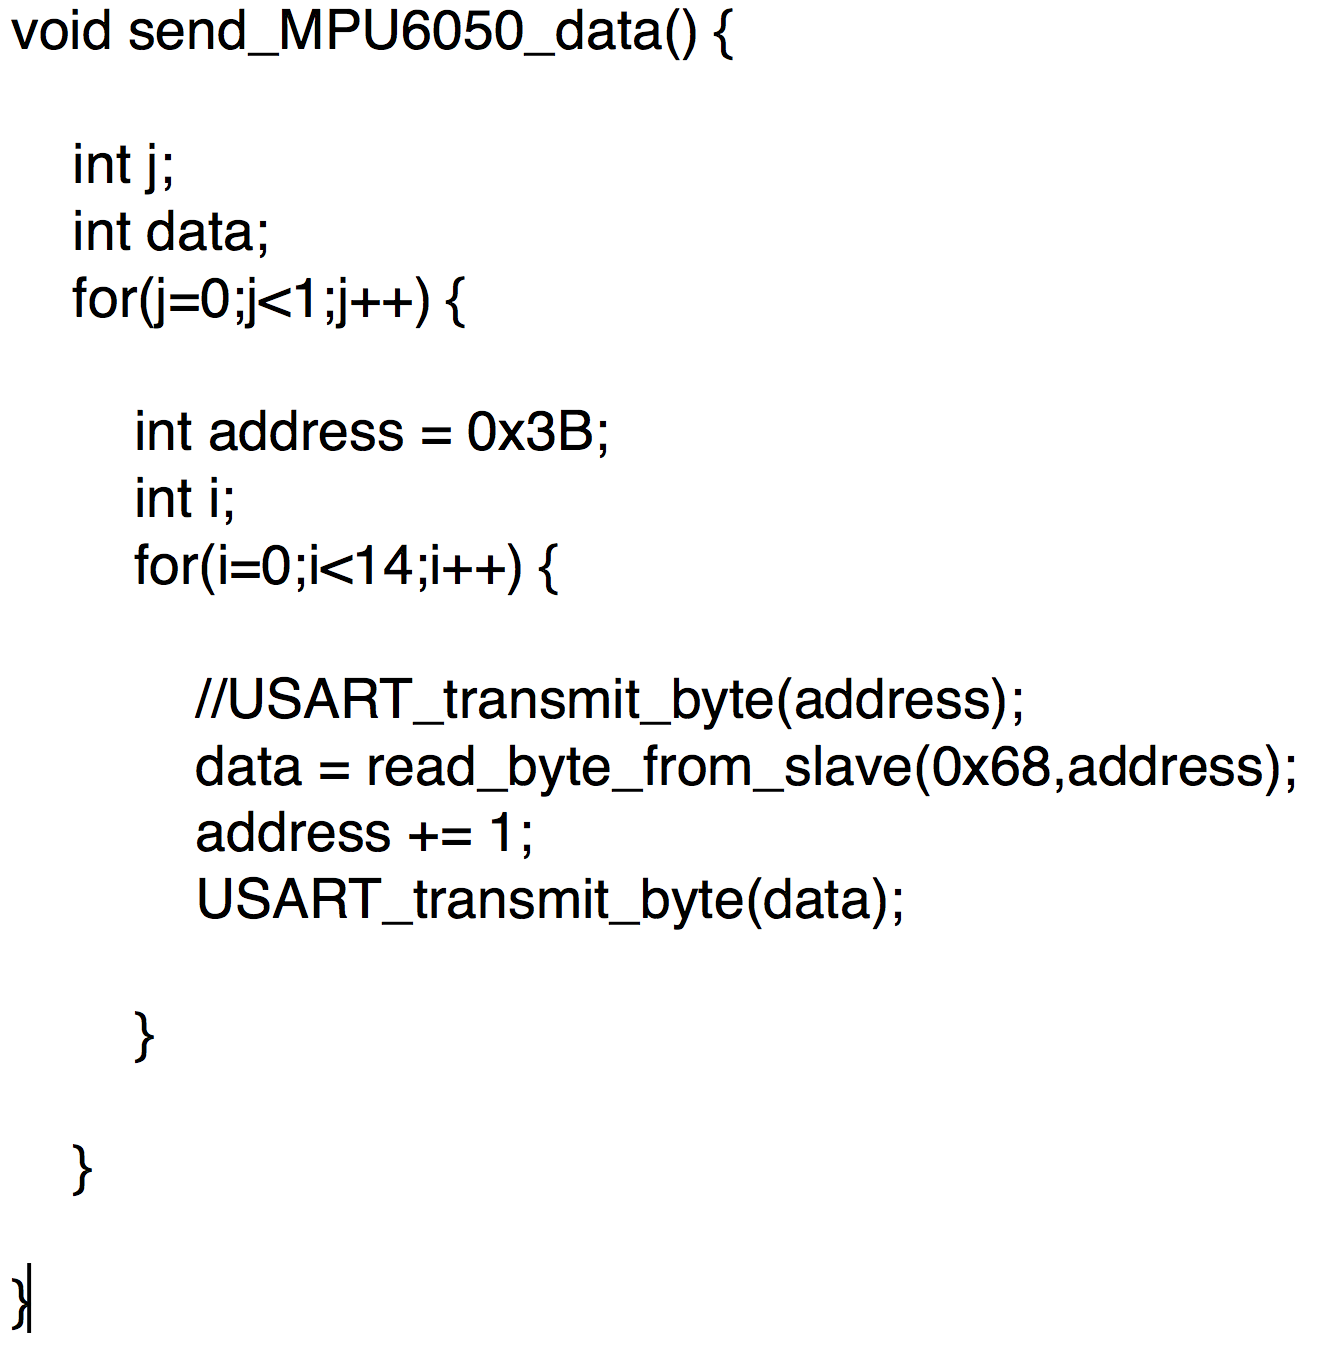 void send_MPU6050_data() {
int j;
int data;
for(j=0;j<1;j++) {
int address = 0x3B;
int i;
for(i=0;i<14;i++) {
//USART_transmit_byte(address);
data = read_byte_from_slave(0x68,address);
address += 1;
USART_transmit_byte(data);
}
}
}